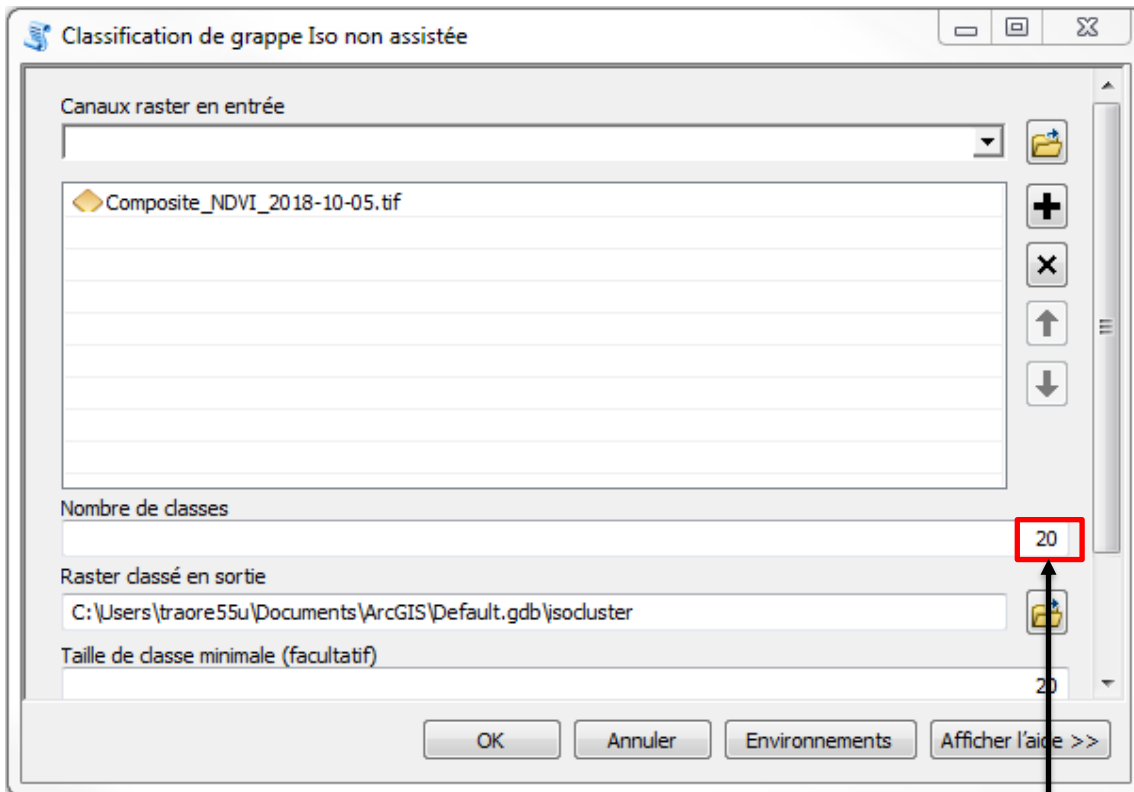 Classification de grappe Iso non assistée
Canaux raster en entrée
Composite_NDVI_2018-10-05.tif
Nombre de classes
20
Raster classé en sortie
C:\Users\traore55u\Documents\ArcGIS\Default.gdb\isocluster
Taille de classe minimale (facultatif)
20
OK Annuler Environnements Afficher l'aide >>